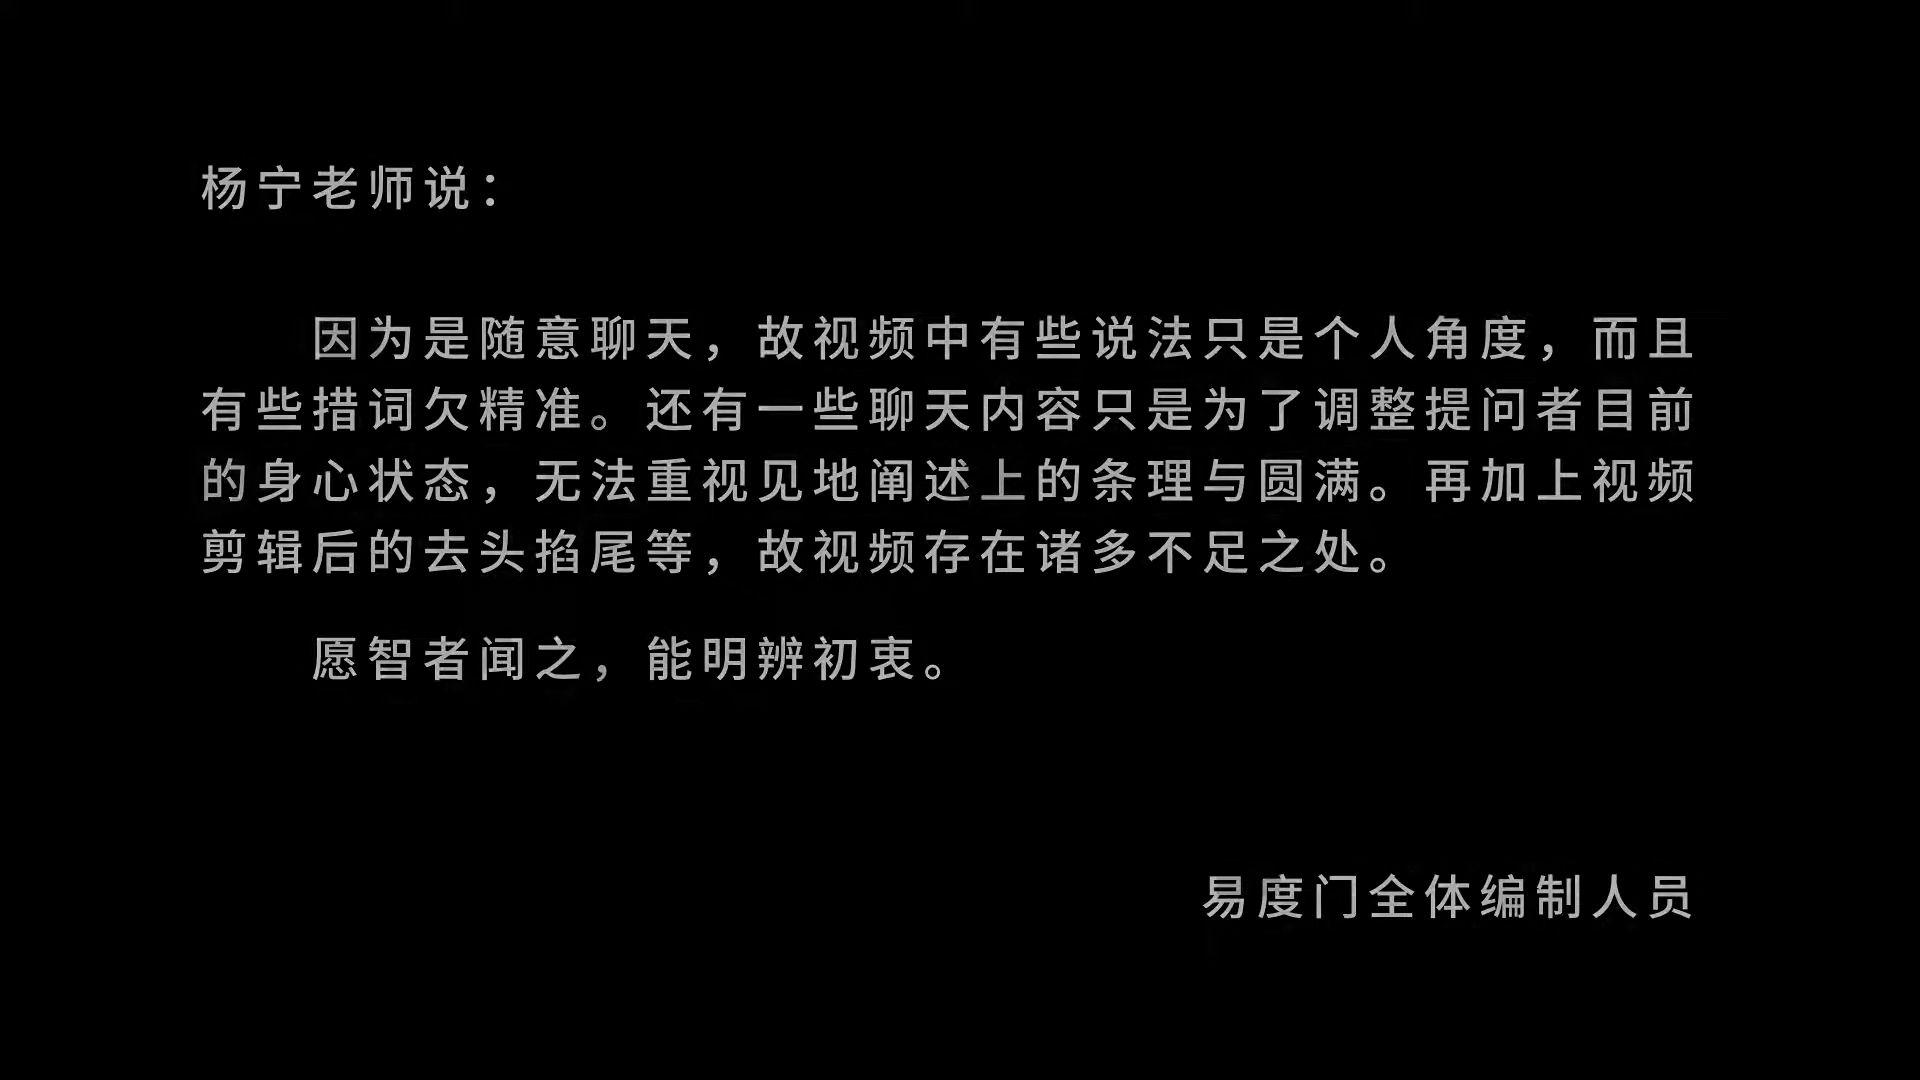 杨宁老师说：
因为是随意聊天，故视频中有些说法只是个人角度，而且
有些措词欠精准。还有一些聊天内容只是为了调整提问者目前
的身心状态，无法重视见地阐述上的条理与圆满。再加上视频
剪辑后的去头掐尾等，故视频存在诸多不足之处。
愿智者闻之，能明辨初衷。
易度门全体编制人员